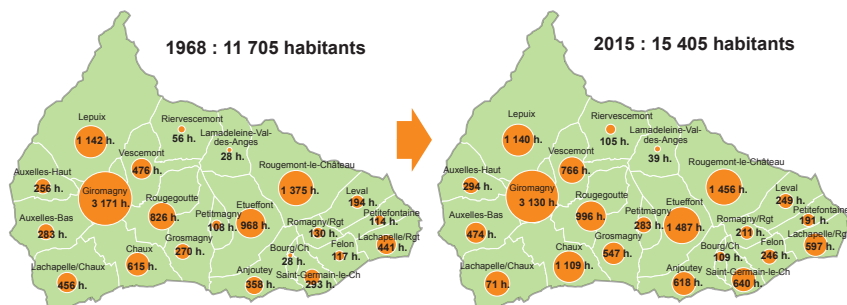 1968 : 11 705 habitants
Lepuix
1 142 h.
Riervescemont
56 h.
Lamadeleine-Val-
des-Anges
28 h.
Vescemont
476 h.
Auxelles-Haut
256 h.
Giromagny
3 171 h.
Rougemont-le-Château
1 375 h.
Rougegoutte
826 h.
Leval
194 h.
Petitefontaine
114 h.
Auxelles-Bas
283 h.
Petitmagny
108 h.
Etueffont
968 h.
Romagny/Rgt
130 h.
Lachapelle/Rgt
441 h.
Grosmagny
270 h.
Chaux
615 h.
Bourg/Ch
28 h.
Felon
117 h.
Lachapelle/Chaux
456 h.
Anjoutey
358 h.
Saint-Germain-le-Ch
293 h.
2015 : 15 405 habitants
Lepuix
1 140 h.
Riervescemont
105 h.
Lamadeleine-Val-
des-Anges
39 h.
Vescemont
766 h.
Auxelles-Haut
294 h.
Giromagny
3 130 h.
Rougemont-le-Château
1 456 h.
Rougegoutte
996 h.
Leval
249 h.
Petitefontaine
191 h.
Auxelles-Bas
474 h.
Petitmagny
283 h.
Etueffont
1 487 h.
Romagny/Rgt
211 h.
Lachapelle/Rgt
597 h.
Grosmagny
547 h.
Chaux
1 109 h.
Bourg/Ch
109 h.
Felon
246 h.
Lachapelle/Chaux
71 h.
Anjoutey
618 h.
Saint-Germain-le-Ch
640 h.